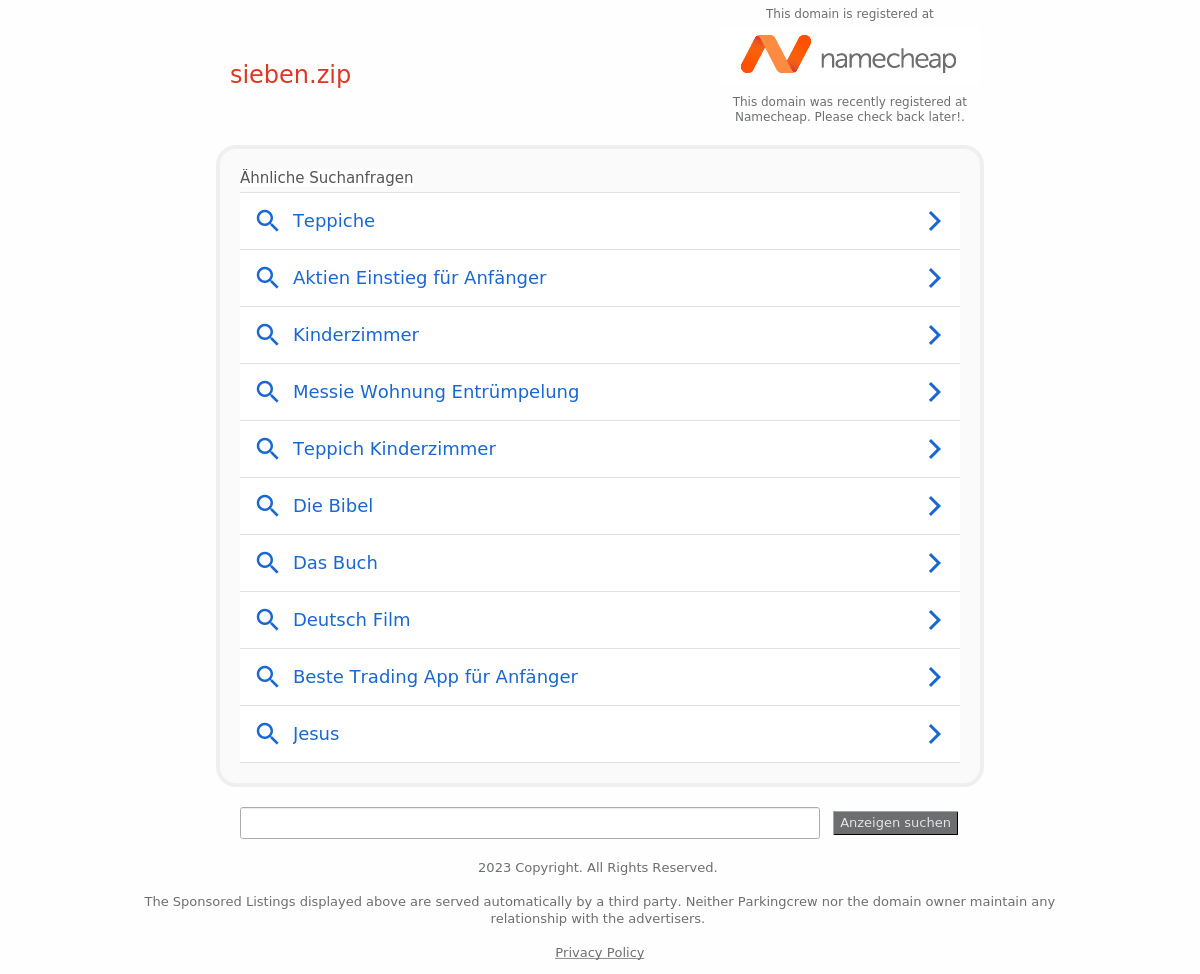 This domain is registered at
namecheap
sieben.zip
This domain was recently registered at
Namecheap. Please check back later!.
Ähnliche Suchanfragen
Teppiche
Aktien Einstieg für Anfänger
Kinderzimmer
Messie Wohnung Entrümpelung
Teppich Kinderzimmer
Die Bibel
Das Buch
Deutsch Film
Beste Trading App für Anfänger
Jesus
Anzeigen suchen
2023 Copyright. All Rights Reserved.
The Sponsored Listings displayed above are served automatically by a third party. Neither Parkingcrew nor the domain owner maintain any
relationship with the advertisers.
Privacy Policy